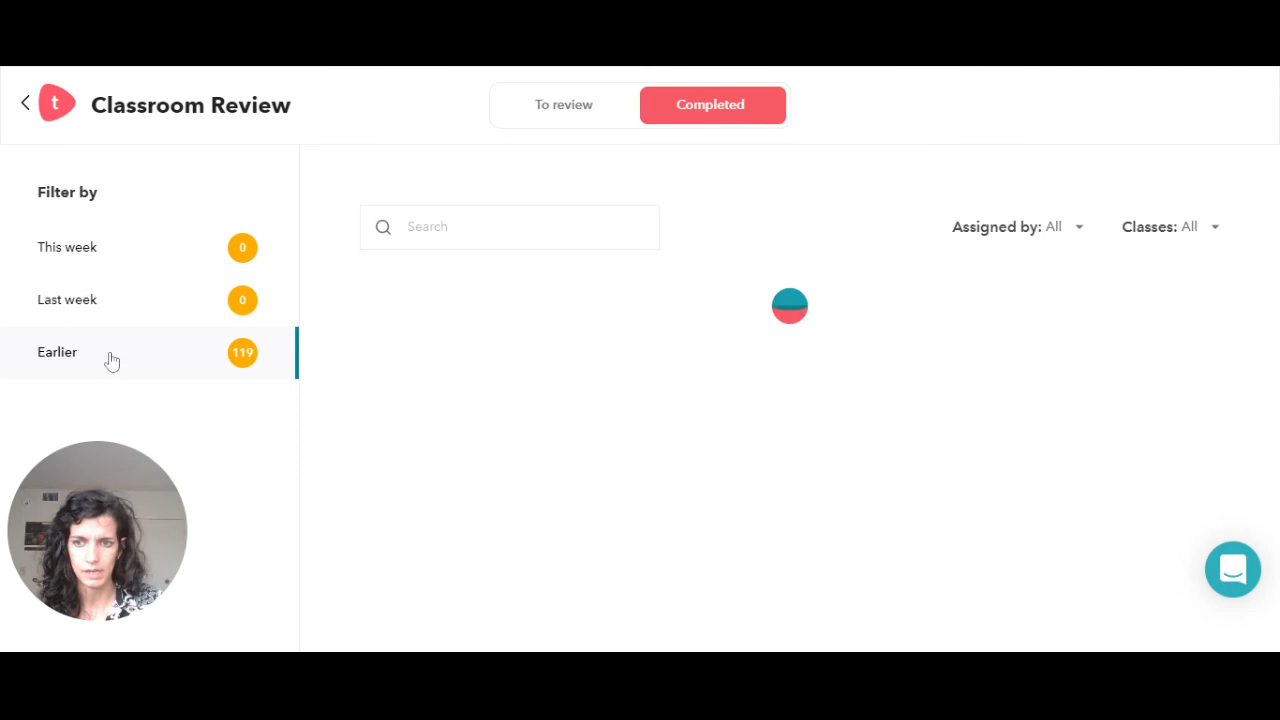 t Classroom Review
To review
Completed
Filter by
This week 0
Last week 0
Earlier 119
Search
Assigned by: All
Classes: All